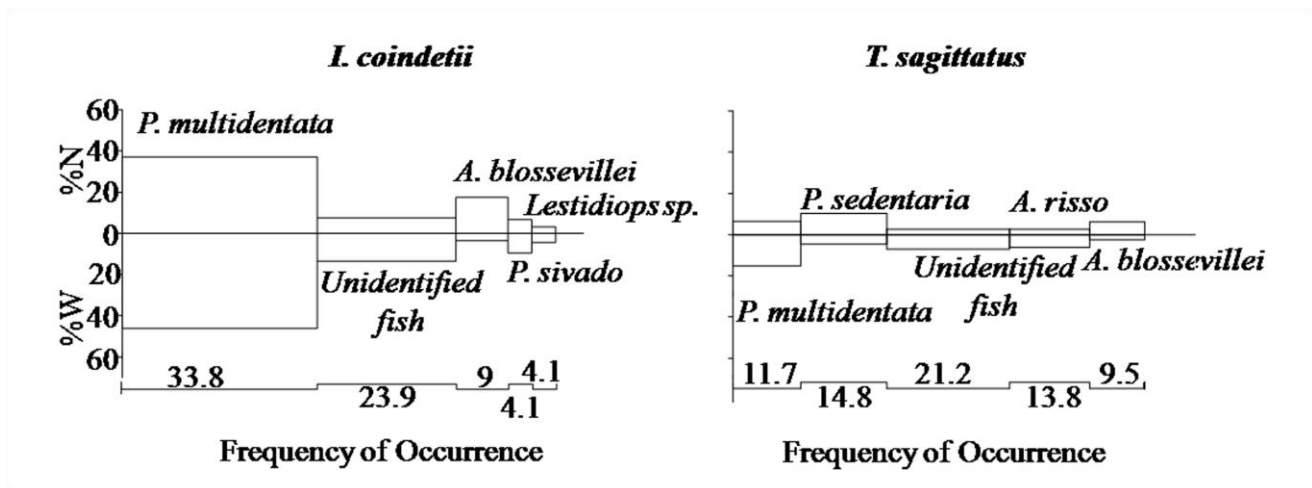 I. coindetii
60
40
20
0
20
40
60
%N
%W
P. multidentata
A. blossevillei
Lestidiops sp.
Unidentified
fish
P. sivado
33.8
23.9
9
4.1
4.1
Frequency of Occurrence
T. sagittatus
P. sedentaria
A. risso
Unidentified
fish
A. blossevillei
P. multidentata
11.7
14.8
21.2
13.8
9.5
Frequency of Occurrence